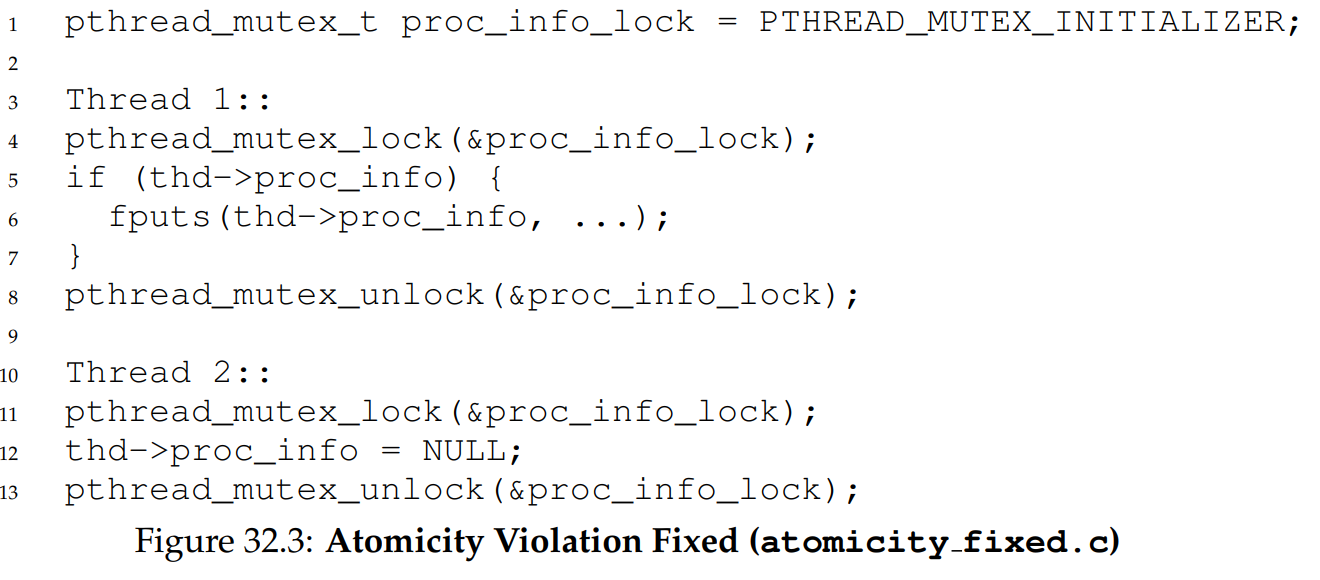 1 pthread_mutex_t proc_info_lock = PTHREAD_MUTEX_INITIALIZER;
2
3 Thread 1::
4 pthread_mutex_lock(&proc_info_lock);
5 if (thd->proc_info) {
6   fputs(thd->proc_info, ...);
7 }
8 pthread_mutex_unlock(&proc_info_lock);
9
10 Thread 2::
11 pthread_mutex_lock(&proc_info_lock);
12 thd->proc_info = NULL;
13 pthread_mutex_unlock(&proc_info_lock);
Figure 32.3: Atomicity Violation Fixed (atomicity_fixed.c)